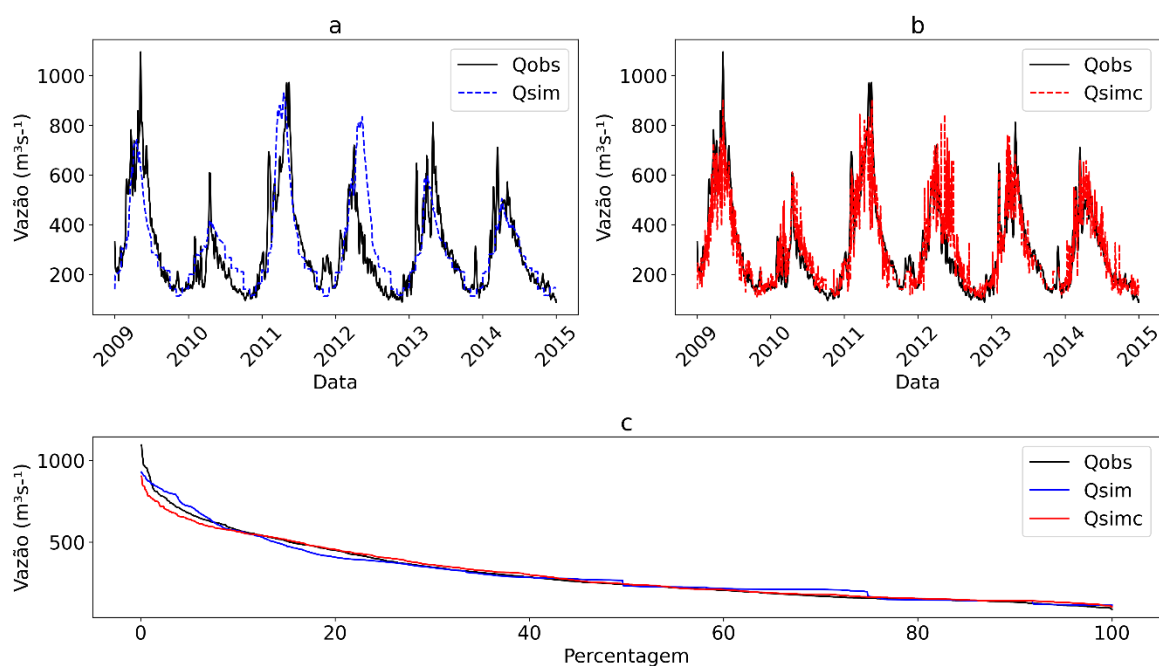 a
Vazão (m³s⁻¹)
1000
800
600
400
200
Qobs
Qsim
2009
2010
2011
2012
2013
2014
2015
Data
b
Vazão (m³s⁻¹)
1000
800
600
400
200
Qobs
Qsimc
2009
2010
2011
2012
2013
2014
2015
Data
c
Vazão (m³s⁻¹)
1000
500
Qobs
Qsim
Qsimc
0
20
40
60
80
100
Percentagem